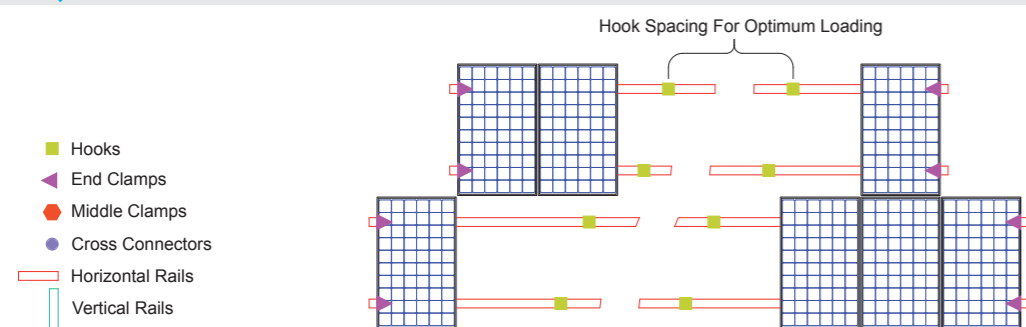 Hook Spacing For Optimum Loading
Hooks
End Clamps
Middle Clamps
Cross Connectors
Horizontal Rails
Vertical Rails